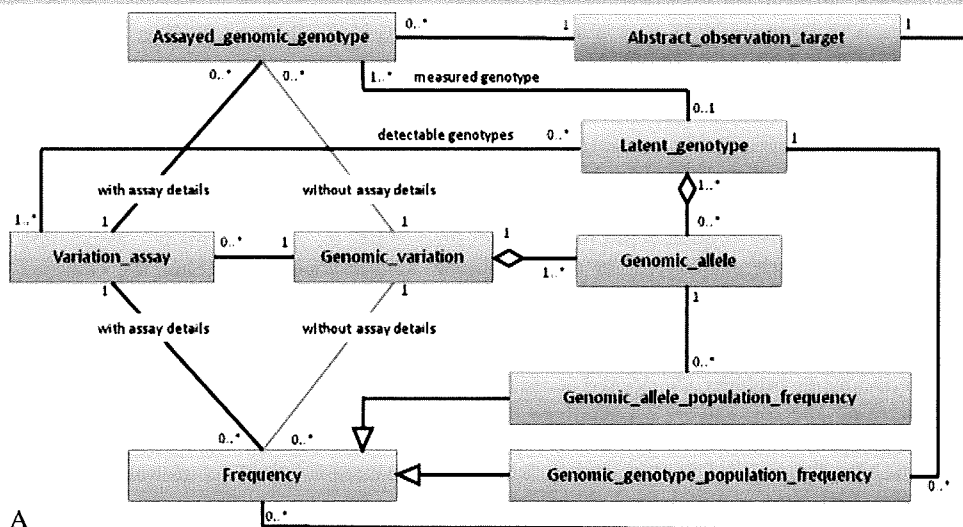 0..* 1 1
Assayed_genomic_genotype Abstract_observation_target
0..* 0..* 1..* measured genotype 0..1
detectable genotypes 0..* Latent_genotype 1
with assay details without assay details 1..*
1..* 1 1 0..*
Variation_assay 0..* 1 Genomic_variation 1 1..* Genomic_allele
1 1 1
with assay details without assay details
0..*
Genomic_allele_population_frequency
0..* 0..*
Frequency Genomic_genotype_population_frequency 0..*
0..*
A